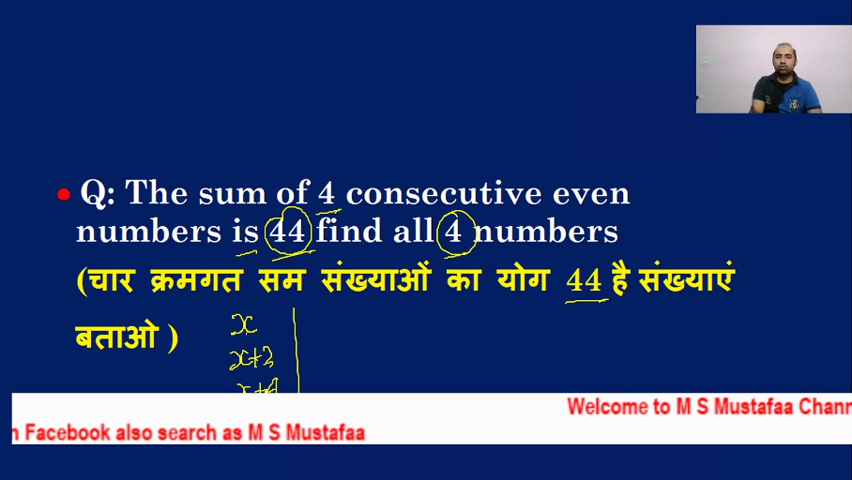 Q: The sum of 4 consecutive even
numbers is 44 find all 4 numbers
(चार क्रमगत सम संख्याओं का योग 44 है संख्याएं
बताओ )
x
x+2
x+4
Welcome to M S Mustafaa Chann
n Facebook also search as M S Mustafaa